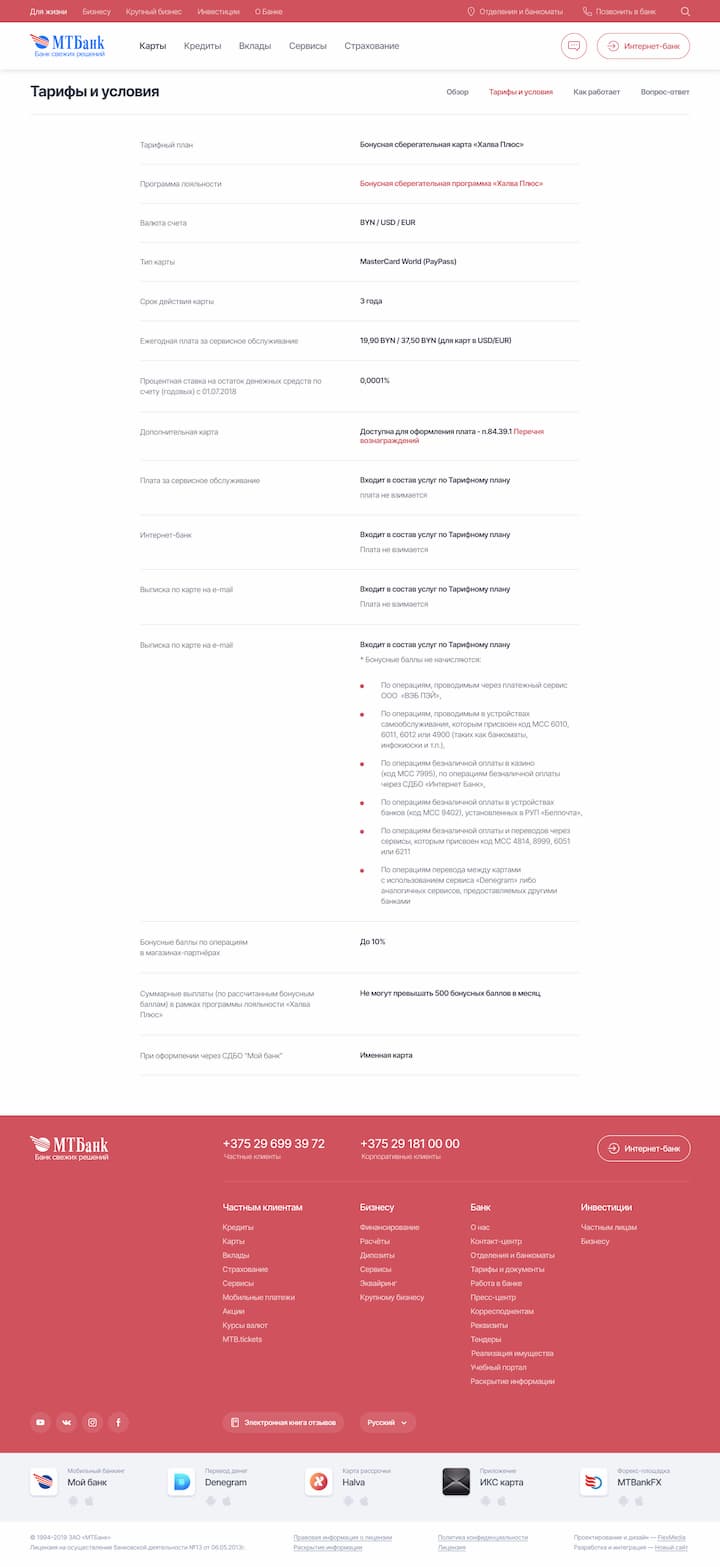 Для жизни
Бизнесу
Крупный бизнес
Инвестиции
О Банке
Отделения и банкоматы
Позвонить в банк
МТБанк
Банк свежих решений
Карты
Кредиты
Вклады
Сервисы
Страхование
Интернет-банк
Тарифы и условия
Обзор
Тарифы и условия
Как работает
Вопрос-ответ
Тарифный план
Бонусная сберегательная карта «Халва Плюс»
Программа лояльности
Бонусная сберегательная программа «Халва Плюс»
Валюта счета
BYN / USD / EUR
Тип карты
MasterCard World (PayPass)
Срок действия карты
3 года
Ежегодная плата за сервисное обслуживание
19,90 BYN / 37,50 BYN (для карт в USD/EUR)
Процентная ставка на остаток денежных средств по
счету (годовых) с 01.07.2018
0,0001%
Дополнительная карта
Доступна для оформления плата - п.84.39.1 Перечня
вознаграждений
Плата за сервисное обслуживание
Входит в состав услуг по Тарифному плану
плата не взимается
Интернет-банк
Входит в состав услуг по Тарифному плану
Плата не взимается
Выписка по карте на e-mail
Входит в состав услуг по Тарифному плану
Плата не взимается
Выписка по карте на e-mail
Входит в состав услуг по Тарифному плану
* Бонусные баллы не начисляются:
По операциям, проводимым через платежный сервис
ООО «ВЭБ ПЭЙ»,
По операциям, проводимым в устройствах
самообслуживания, которым присвоен код МСС 6010,
6011, 6012 или 4900 (таких как банкоматы,
инфокиоски и т.п.),
По операциям безналичной оплаты в казино
(код МСС 7995), по операциям безналичной оплаты
через СДБО «Интернет Банк»,
По операциям безналичной оплаты в устройствах
банков (код МСС 9402), установленных в РУП «Белпочта»,
По операциям безналичной оплаты и переводов через
сервисы, которым присвоен код МСС 4814, 8999, 6051
или 6211
По операциям перевода между картами
с использованием сервиса «Denegram» либо
аналогичных сервисов, предоставляемых другими
банками
Бонусные баллы по операциям
в магазинах-партнёрах
До 10%
Суммарные выплаты (по рассчитанным бонусным
баллам) в рамках программы лояльности «Халва
Плюс»
Не могут превышать 500 бонусных баллов в месяц
При оформлении через СДБО "Мой банк"
Именная карта
МТБанк
Банк свежих решений
+375 29 699 39 72
Частные клиенты
+375 29 181 00 00
Корпоративные клиенты
Интернет-банк
Частным клиентам
Кредиты
Карты
Вклады
Страхование
Сервисы
Мобильные платежи
Акции
Курсы валют
MTB.tickets
Бизнесу
Финансирование
Расчёты
Дипозиты
Сервисы
Эквайринг
Крупному бизнесу
Банк
О нас
Контакт-центр
Отделения и банкоматы
Тарифы и документы
Работа в банке
Пресс-центр
Корреспондентам
Реквизиты
Тендеры
Реализация имущества
Учебный портал
Раскрытие информации
Инвестиции
Частным лицам
Бизнесу
Электронная книга отзывов
Русский
Мобильный банкинг
Мой банк
Перевод денег
Denegram
Карта рассрочки
Halva
Приложение
ИКС карта
Форекс-площадка
MTBankFX
© 1994–2019 ЗАО «МТБанк»
Лицензия на осуществление банковской деятельности №13 от 06.05.2013г.
Правовая информация о лицензии
Раскрытие информации
Политика конфиденциальности
Лицензия
Проектирование и дизайн — FlexMedia
Разработка и интеграция — Новый сайт